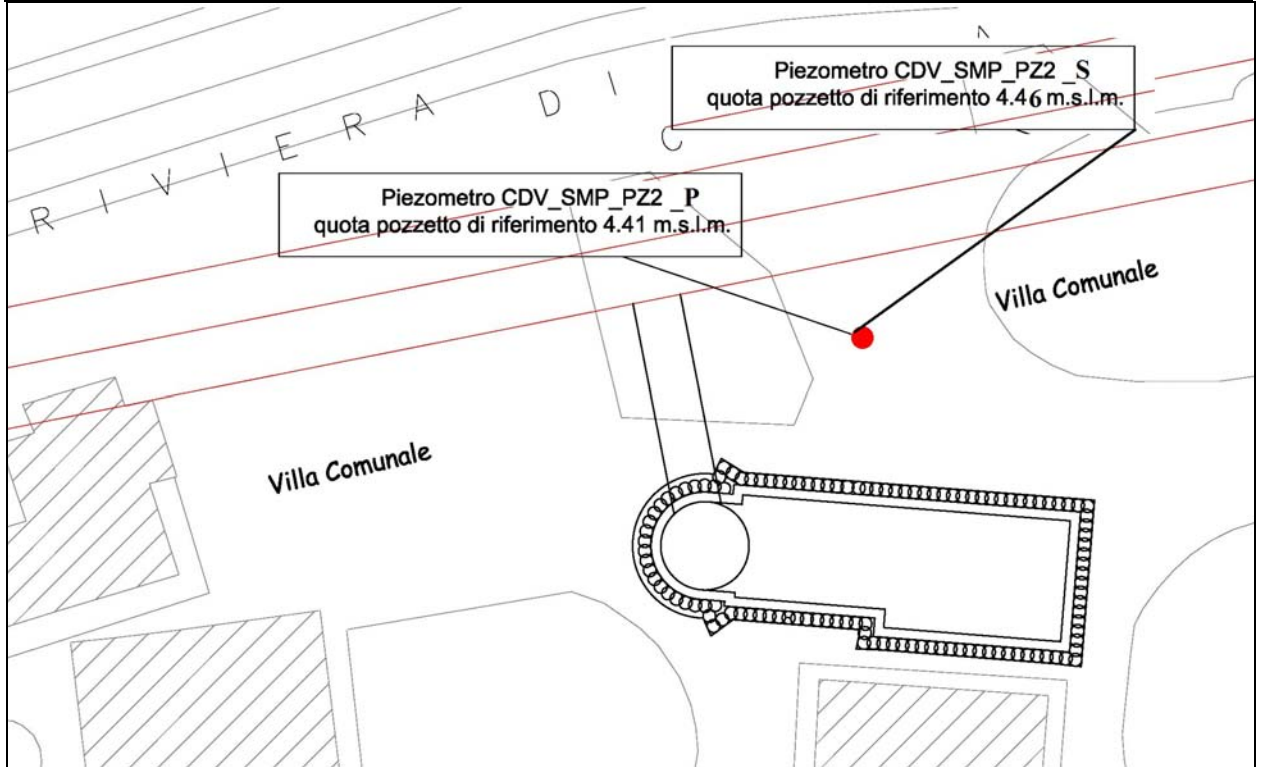 Piezometro CDV_SMP_PZ2 _S
quota pozzetto di riferimento 4.46 m.s.l.m.
RIVIERA DI C
Piezometro CDV_SMP_PZ2 _P
quota pozzetto di riferimento 4.41 m.s.l.m.
Villa Comunale
Villa Comunale